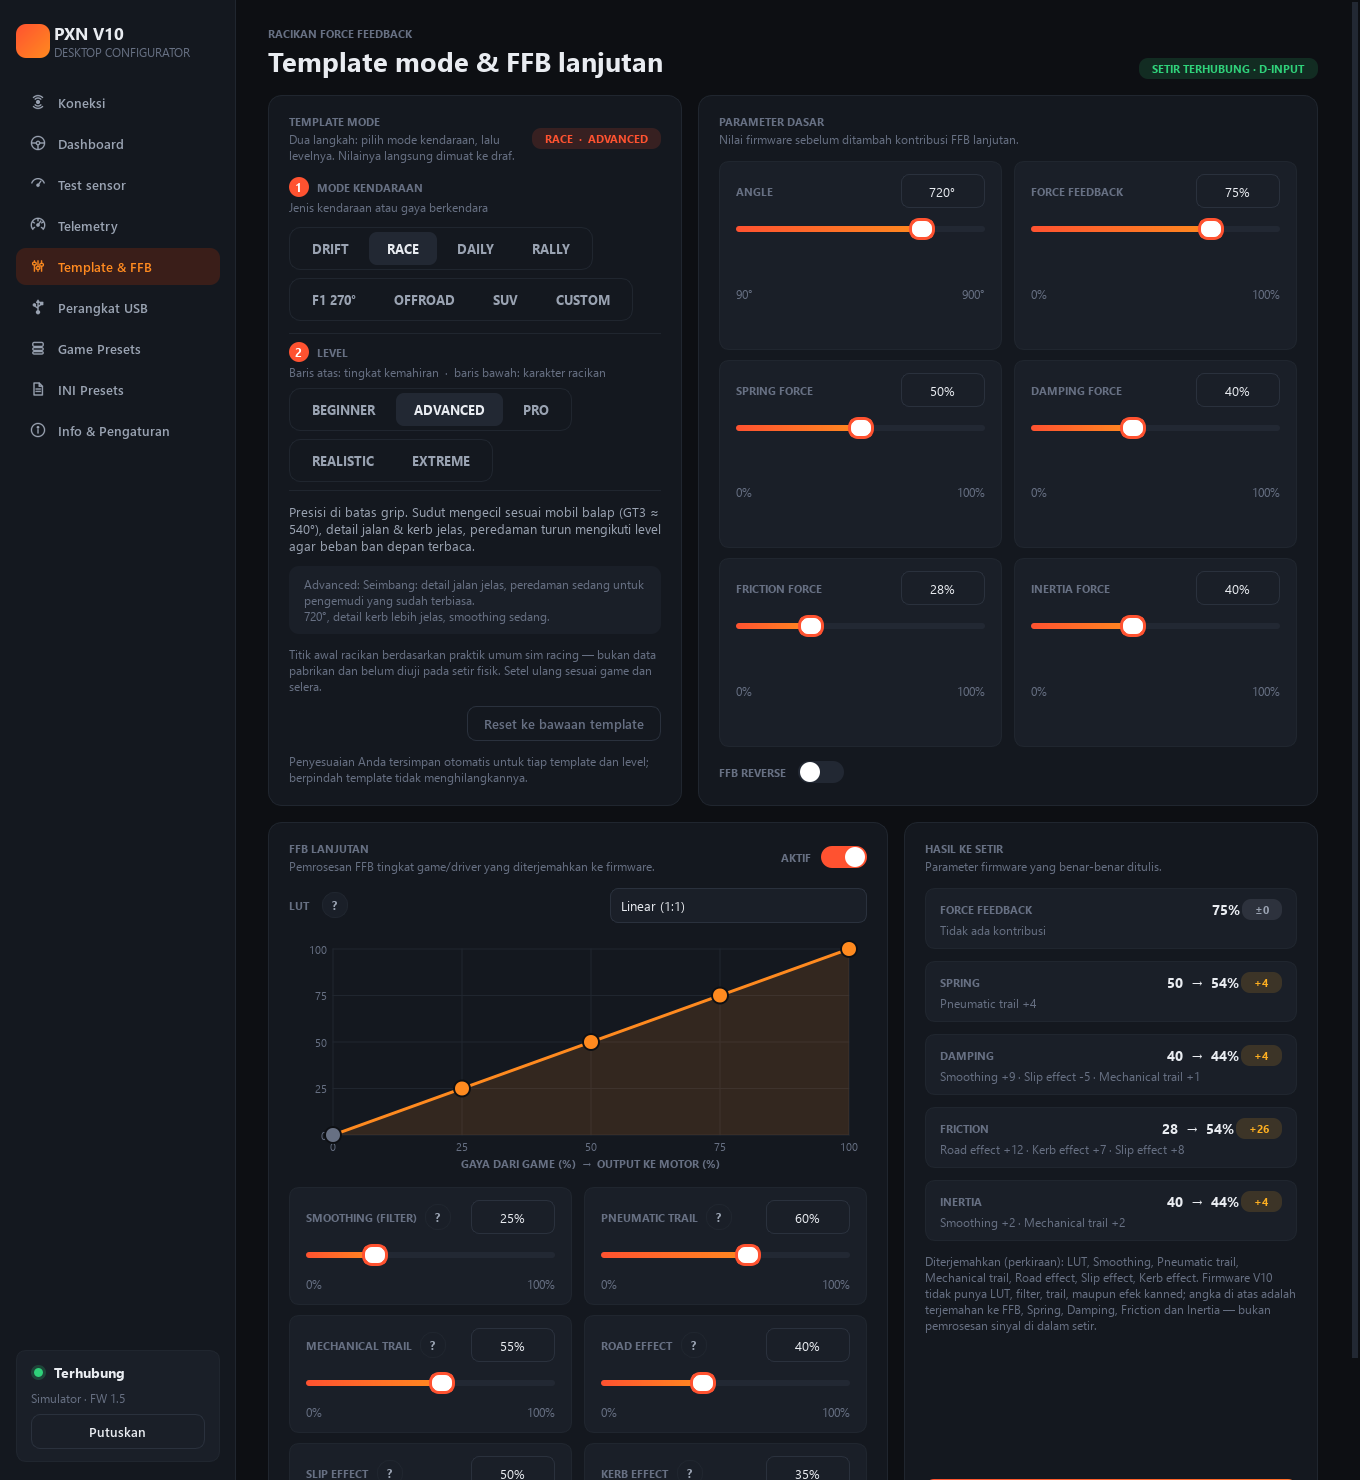 PXN V10
DESKTOP CONFIGURATOR
Koneksi
Dashboard
Test sensor
Telemetry
Template & FFB
Perangkat USB
Game Presets
INI Presets
Info & Pengaturan
Terhubung
Simulator · FW 1.5
Putuskan
RACIKAN FORCE FEEDBACK
Template mode & FFB lanjutan
SETIR TERHUBUNG · D-INPUT
TEMPLATE MODE
Dua langkah: pilih mode kendaraan, lalu
levelnya. Nilainya langsung dimuat ke draf.
RACE · ADVANCED
1 MODE KENDARAAN
Jenis kendaraan atau gaya berkendara
DRIFT RACE DAILY RALLY
F1 270° OFFROAD SUV CUSTOM
2 LEVEL
Baris atas: tingkat kemahiran · baris bawah: karakter racikan
BEGINNER ADVANCED PRO
REALISTIC EXTREME
Presisi di batas grip. Sudut mengecil sesuai mobil balap (GT3 ≈
540°), detail jalan & kerb jelas, peredaman turun mengikuti level
agar beban ban depan terbaca.
Advanced: Seimbang: detail jalan jelas, peredaman sedang untuk
pengemudi yang sudah terbiasa.
720°, detail kerb lebih jelas, smoothing sedang.
Titik awal racikan berdasarkan praktik umum sim racing — bukan data
pabrikan dan belum diuji pada setir fisik. Setel ulang sesuai game dan
selera.
Reset ke bawaan template
Penyesuaian Anda tersimpan otomatis untuk tiap template dan level;
berpindah template tidak menghilangkannya.
PARAMETER DASAR
Nilai firmware sebelum ditambah kontribusi FFB lanjutan.
ANGLE 720°
90° 900°
FORCE FEEDBACK 75%
0% 100%
SPRING FORCE 50%
0% 100%
DAMPING FORCE 40%
0% 100%
FRICTION FORCE 28%
0% 100%
INERTIA FORCE 40%
0% 100%
FFB REVERSE
FFB LANJUTAN
Pemrosesan FFB tingkat game/driver yang diterjemahkan ke firmware.
AKTIF
LUT ? Linear (1:1)
100
75
50
25
0
0 25 50 75 100
GAYA DARI GAME (%) → OUTPUT KE MOTOR (%)
SMOOTHING (FILTER) ? 25%
0% 100%
PNEUMATIC TRAIL ? 60%
0% 100%
MECHANICAL TRAIL ? 55%
0% 100%
ROAD EFFECT ? 40%
0% 100%
SLIP EFFECT ? 50%
KERB EFFECT ? 35%
HASIL KE SETIR
Parameter firmware yang benar-benar ditulis.
FORCE FEEDBACK 75% ±0
Tidak ada kontribusi
SPRING 50 → 54% +4
Pneumatic trail +4
DAMPING 40 → 44% +4
Smoothing +9 · Slip effect -5 · Mechanical trail +1
FRICTION 28 → 54% +26
Road effect +12 · Kerb effect +7 · Slip effect +8
INERTIA 40 → 44% +4
Smoothing +2 · Mechanical trail +2
Diterjemahkan (perkiraan): LUT, Smoothing, Pneumatic trail,
Mechanical trail, Road effect, Slip effect, Kerb effect. Firmware V10
tidak punya LUT, filter, trail, maupun efek kanned; angka di atas adalah
terjemahan ke FFB, Spring, Damping, Friction dan Inertia — bukan
pemrosesan sinyal di dalam setir.